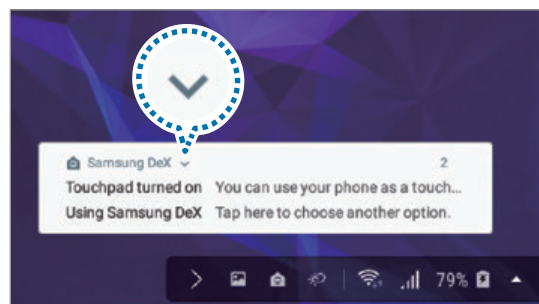 Samsung DeX 2
Touchpad turned on You can use your phone as a touch...
Using Samsung DeX Tap here to choose another option.
79%